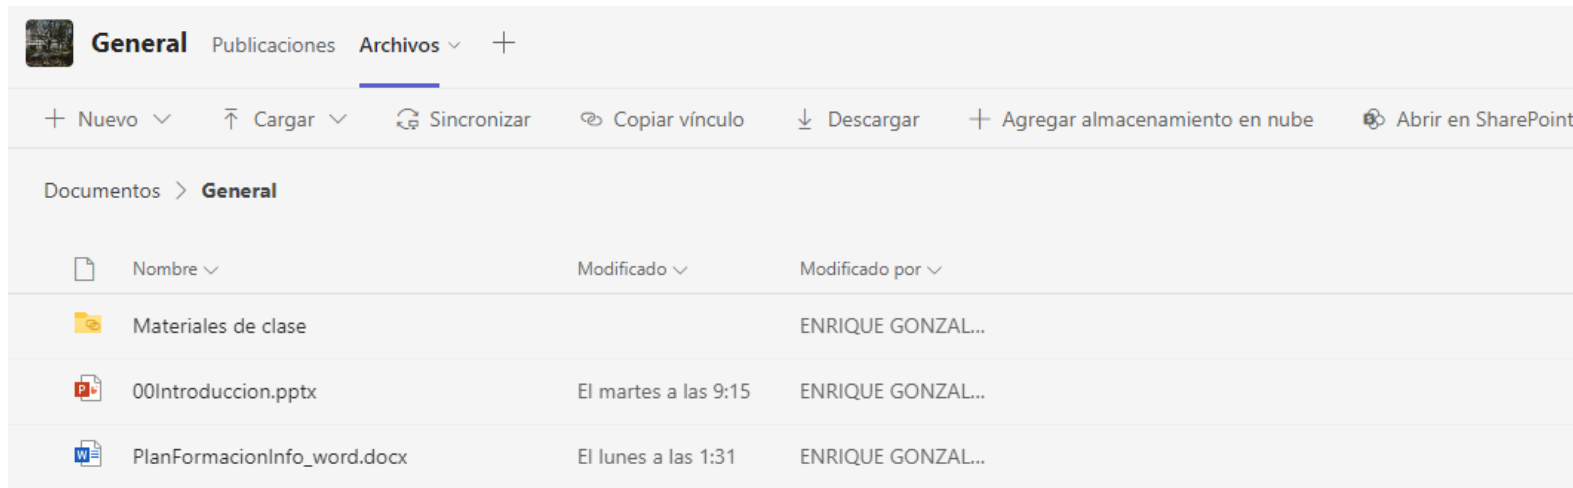 General Publicaciones Archivos
Nuevo Cargar Sincronizar Copiar vínculo Descargar Agregar almacenamiento en nube Abrir en SharePoint
Documentos > General
Nombre Modificado Modificado por
Materiales de clase ENRIQUE GONZAL...
00Introduccion.pptx El martes a las 9:15 ENRIQUE GONZAL...
PlanFormacionInfo_word.docx El lunes a las 1:31 ENRIQUE GONZAL...